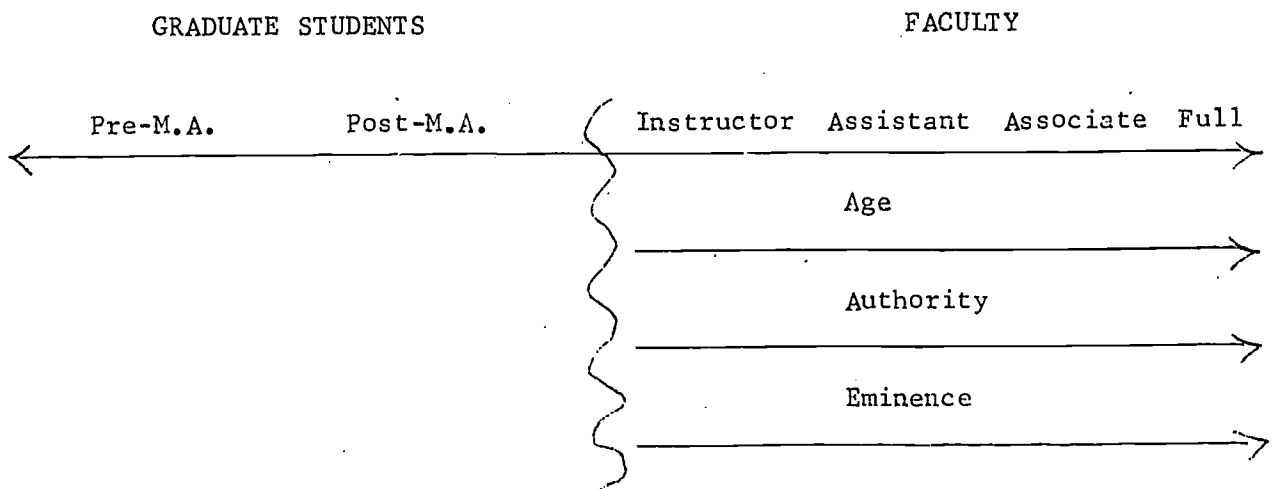 GRADUATE STUDENTS FACULTY
Pre-M.A. Post-M.A. Instructor Assistant Associate Full
Age
Authority
Eminence